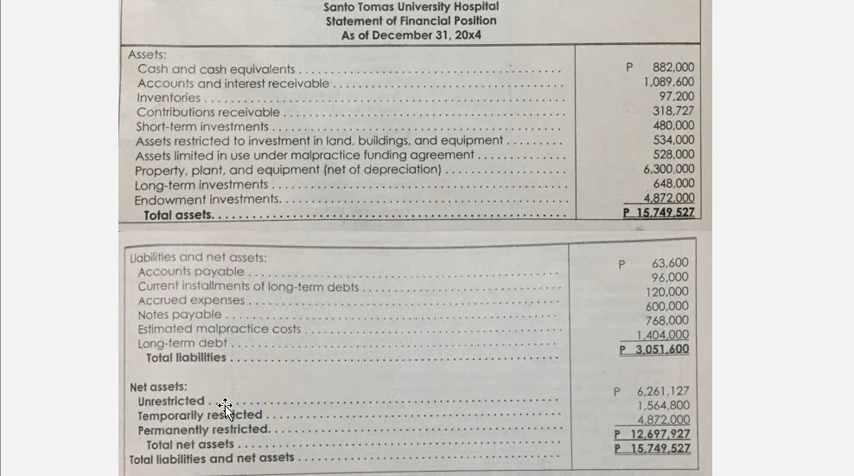 Santo Tomas University Hospital
Statement of Financial Position
As of December 31, 20x4
Assets:
Cash and cash equivalents . . . . P 882,000
Accounts and interest receivable . . . . 1,089,600
Inventories . . . . 97,200
Contributions receivable . . . . 318,727
Short-term investments . . . . 480,000
Assets restricted to investment in land, buildings, and equipment . . . . 534,000
Assets limited in use under malpractice funding agreement . . . . 528,000
Property, plant, and equipment (net of depreciation) . . . . 6,300,000
Long-term investments . . . . 648,000
Endowment investments. . . . 4,872,000
Total assets. . . . P 15,749,527
Liabilities and net assets:
Accounts payable . . . . P 63,600
Current installments of long-term debts . . . . 96,000
Accrued expenses . . . . 120,000
Notes payable . . . . 600,000
Estimated malpractice costs . . . . 768,000
Long-term debt . . . . 1,404,000
Total liabilities . . . . P 3,051,600
Net assets:
Unrestricted . . . . P 6,261,127
Temporarily restricted . . . . 1,564,800
Permanently restricted. . . . 4,872,000
Total net assets . . . . P 12,697,927
Total liabilities and net assets . . . . P 15,749,527